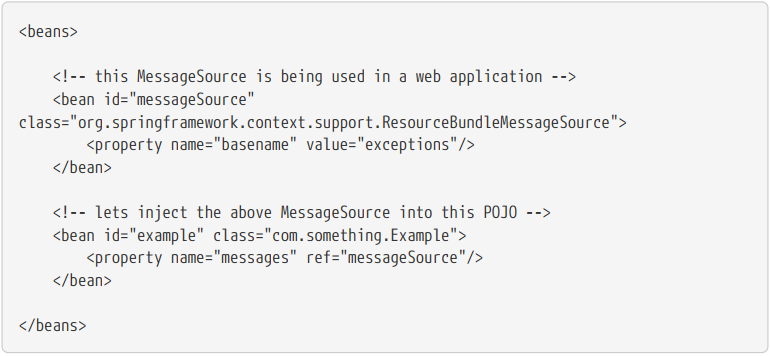 <beans>
    <!-- this MessageSource is being used in a web application -->
    <bean id="messageSource"
class="org.springframework.context.support.ResourceBundleMessageSource">
        <property name="basename" value="exceptions"/>
    </bean>
    <!-- lets inject the above MessageSource into this POJO -->
    <bean id="example" class="com.something.Example">
        <property name="messages" ref="messageSource"/>
    </bean>
</beans>